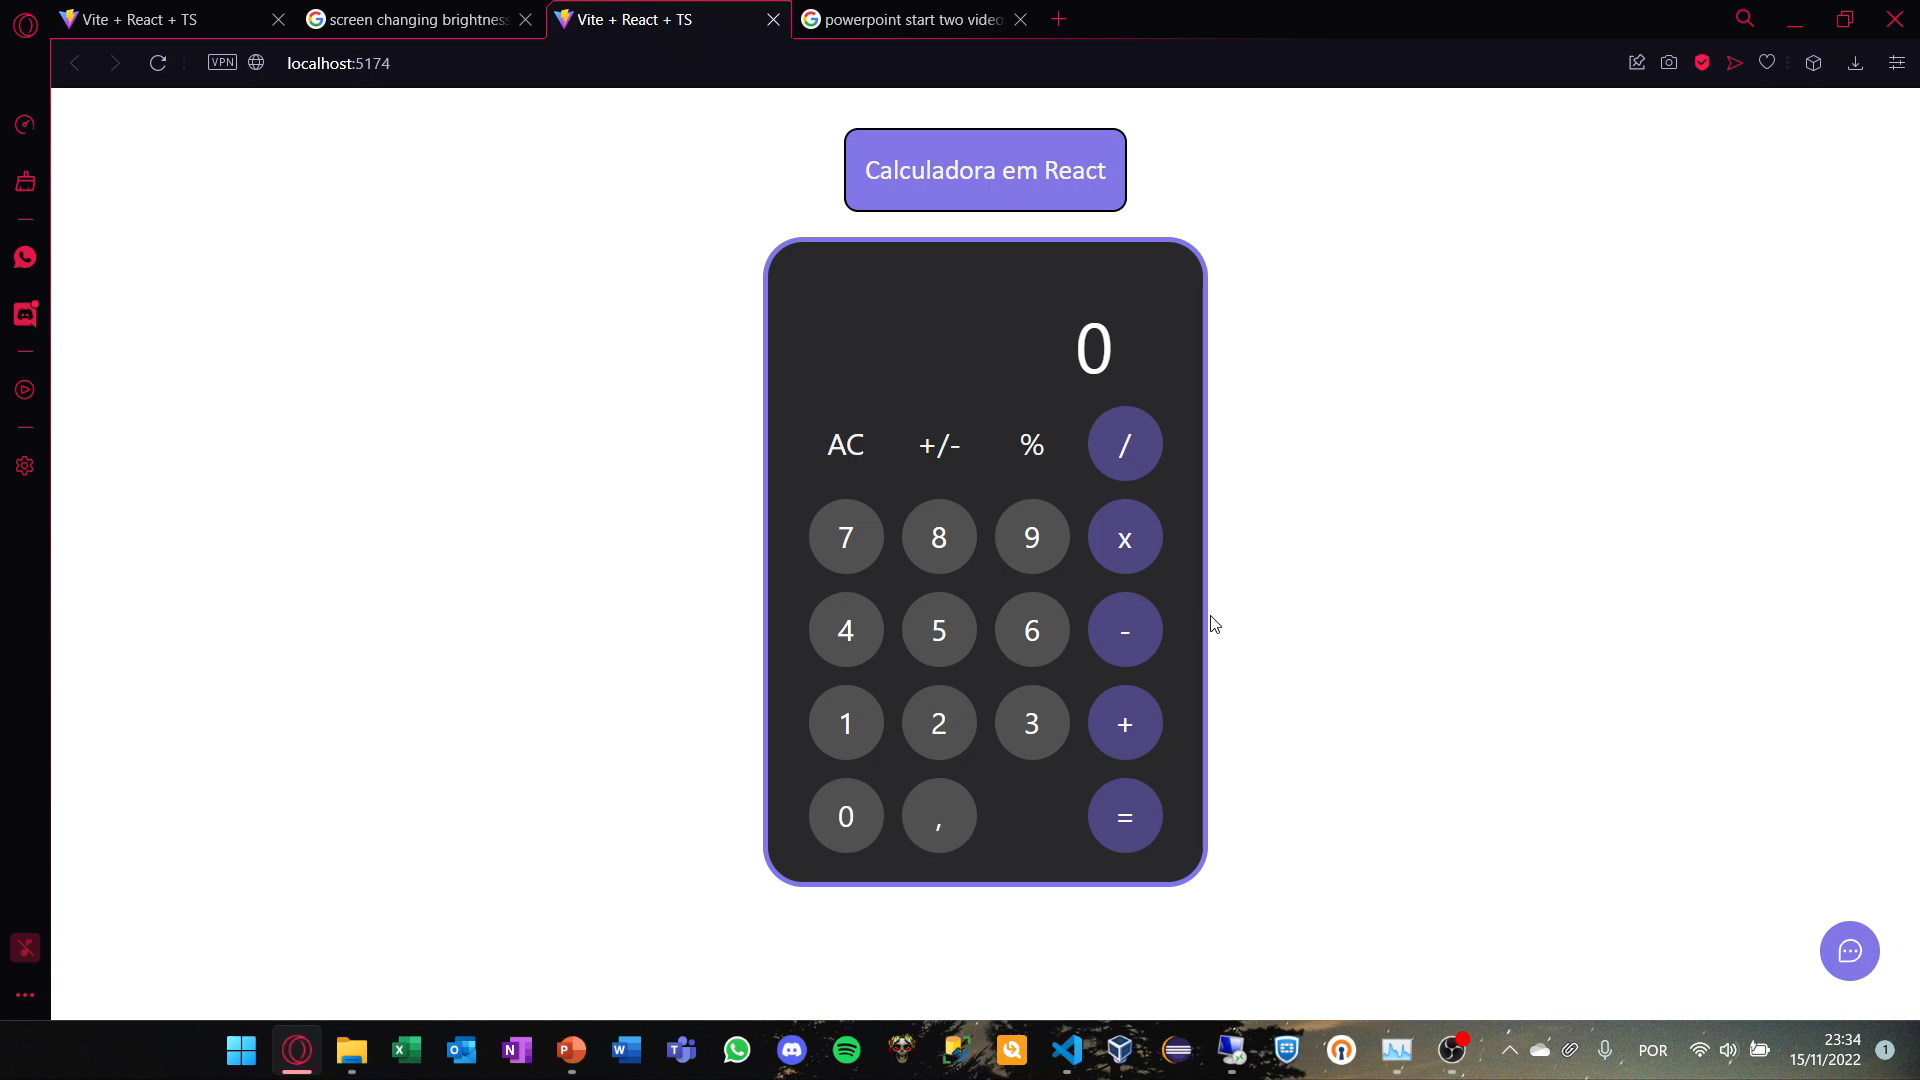 Vite + React + TS
screen changing brightness
Vite + React + TS
powerpoint start two video
VPN
localhost:5174
Calculadora em React
0
AC +/- % /
7 8 9 x
4 5 6 -
1 2 3 +
0 , =
POR
23:34
15/11/2022
1